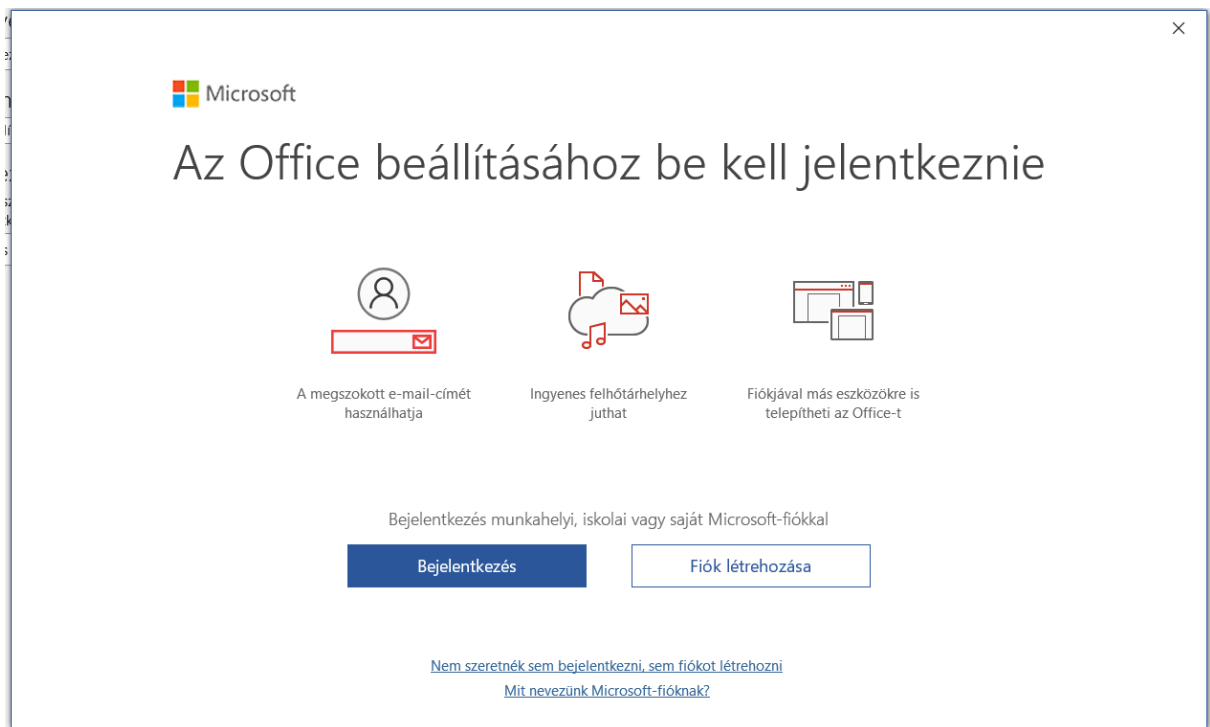 Microsoft
Az Office beállításához be kell jelentkeznie
A megszokott e-mail-címét
használhatja
Ingyenes felhőtárhelyhez
juthat
Fiókjával más eszközökre is
telepítheti az Office-t
Bejelentkezés munkahelyi, iskolai vagy saját Microsoft-fiókkal
Bejelentkezés
Fiók létrehozása
Nem szeretnék sem bejelentkezni, sem fiókot létrehozni
Mit nevezünk Microsoft-fióknak?